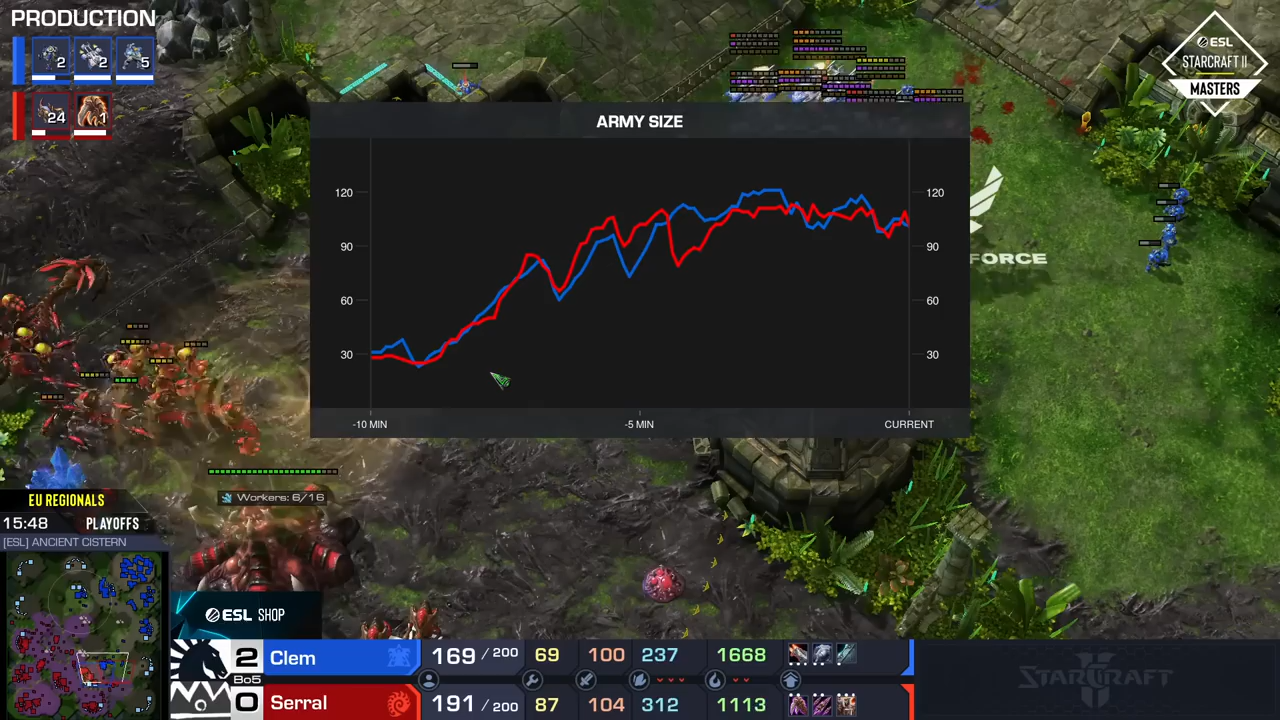 PRODUCTION
2 2 5
24 1
ESL
STARCRAFT II
MASTERS
ARMY SIZE
120 120
90 90
60 60
30 30
-10 MIN -5 MIN CURRENT
FORCE
Workers: 6/16
EU REGIONALS
15:48 PLAYOFFS
[ESL] ANCIENT CISTERN
ESL SHOP
2 Clem 169 / 200 69 100 237 1668
Bo5
0 Serral 191 / 200 87 104 312 1113
STARCRAFT II